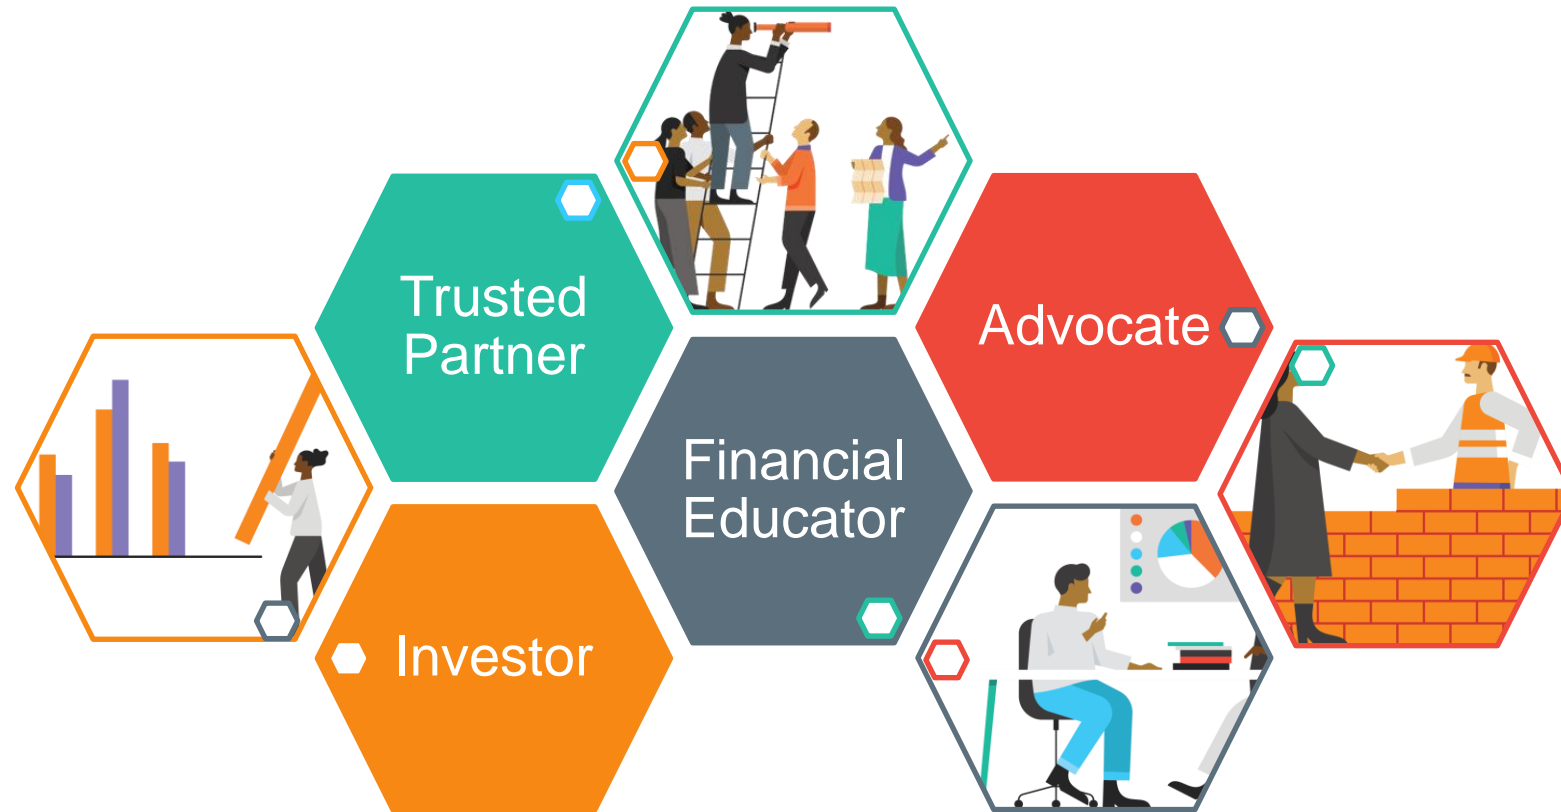 Trusted
Partner
Advocate
Financial
Educator
Investor